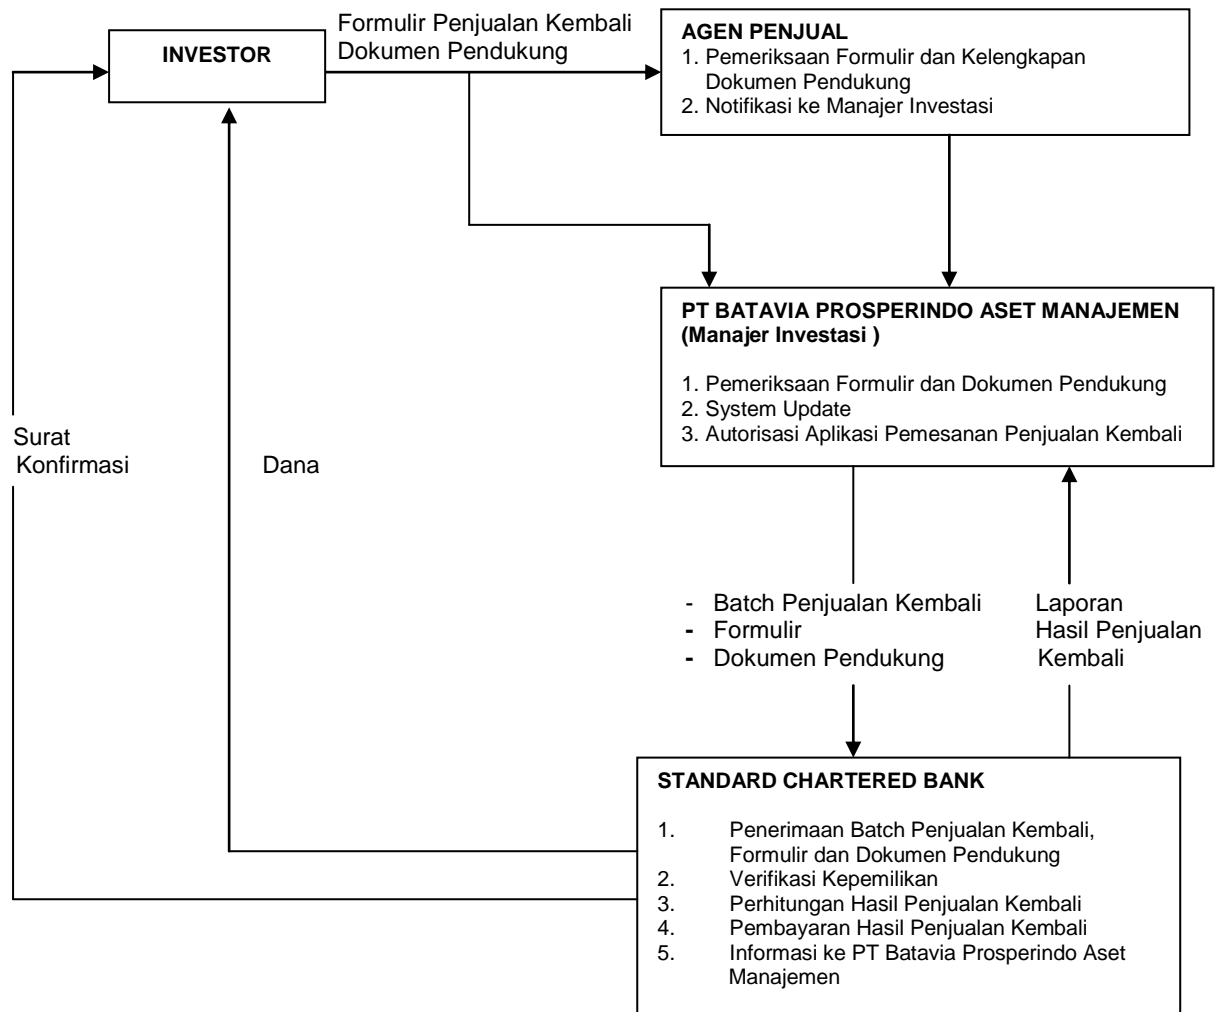 Formulir Penjualan Kembali
Dokumen Pendukung
INVESTOR
AGEN PENJUAL
1. Pemeriksaan Formulir dan Kelengkapan
Dokumen Pendukung
2. Notifikasi ke Manajer Investasi
PT BATAVIA PROSPERINDO ASET MANAJEMEN
(Manajer Investasi )
1. Pemeriksaan Formulir dan Dokumen Pendukung
2. System Update
3. Autorisasi Aplikasi Pemesanan Penjualan Kembali
Surat
Konfirmasi
Dana
- Batch Penjualan Kembali
- Formulir
- Dokumen Pendukung
Laporan
Hasil Penjualan
Kembali
STANDARD CHARTERED BANK
1. Penerimaan Batch Penjualan Kembali,
Formulir dan Dokumen Pendukung
2. Verifikasi Kepemilikan
3. Perhitungan Hasil Penjualan Kembali
4. Pembayaran Hasil Penjualan Kembali
5. Informasi ke PT Batavia Prosperindo Aset
Manajemen